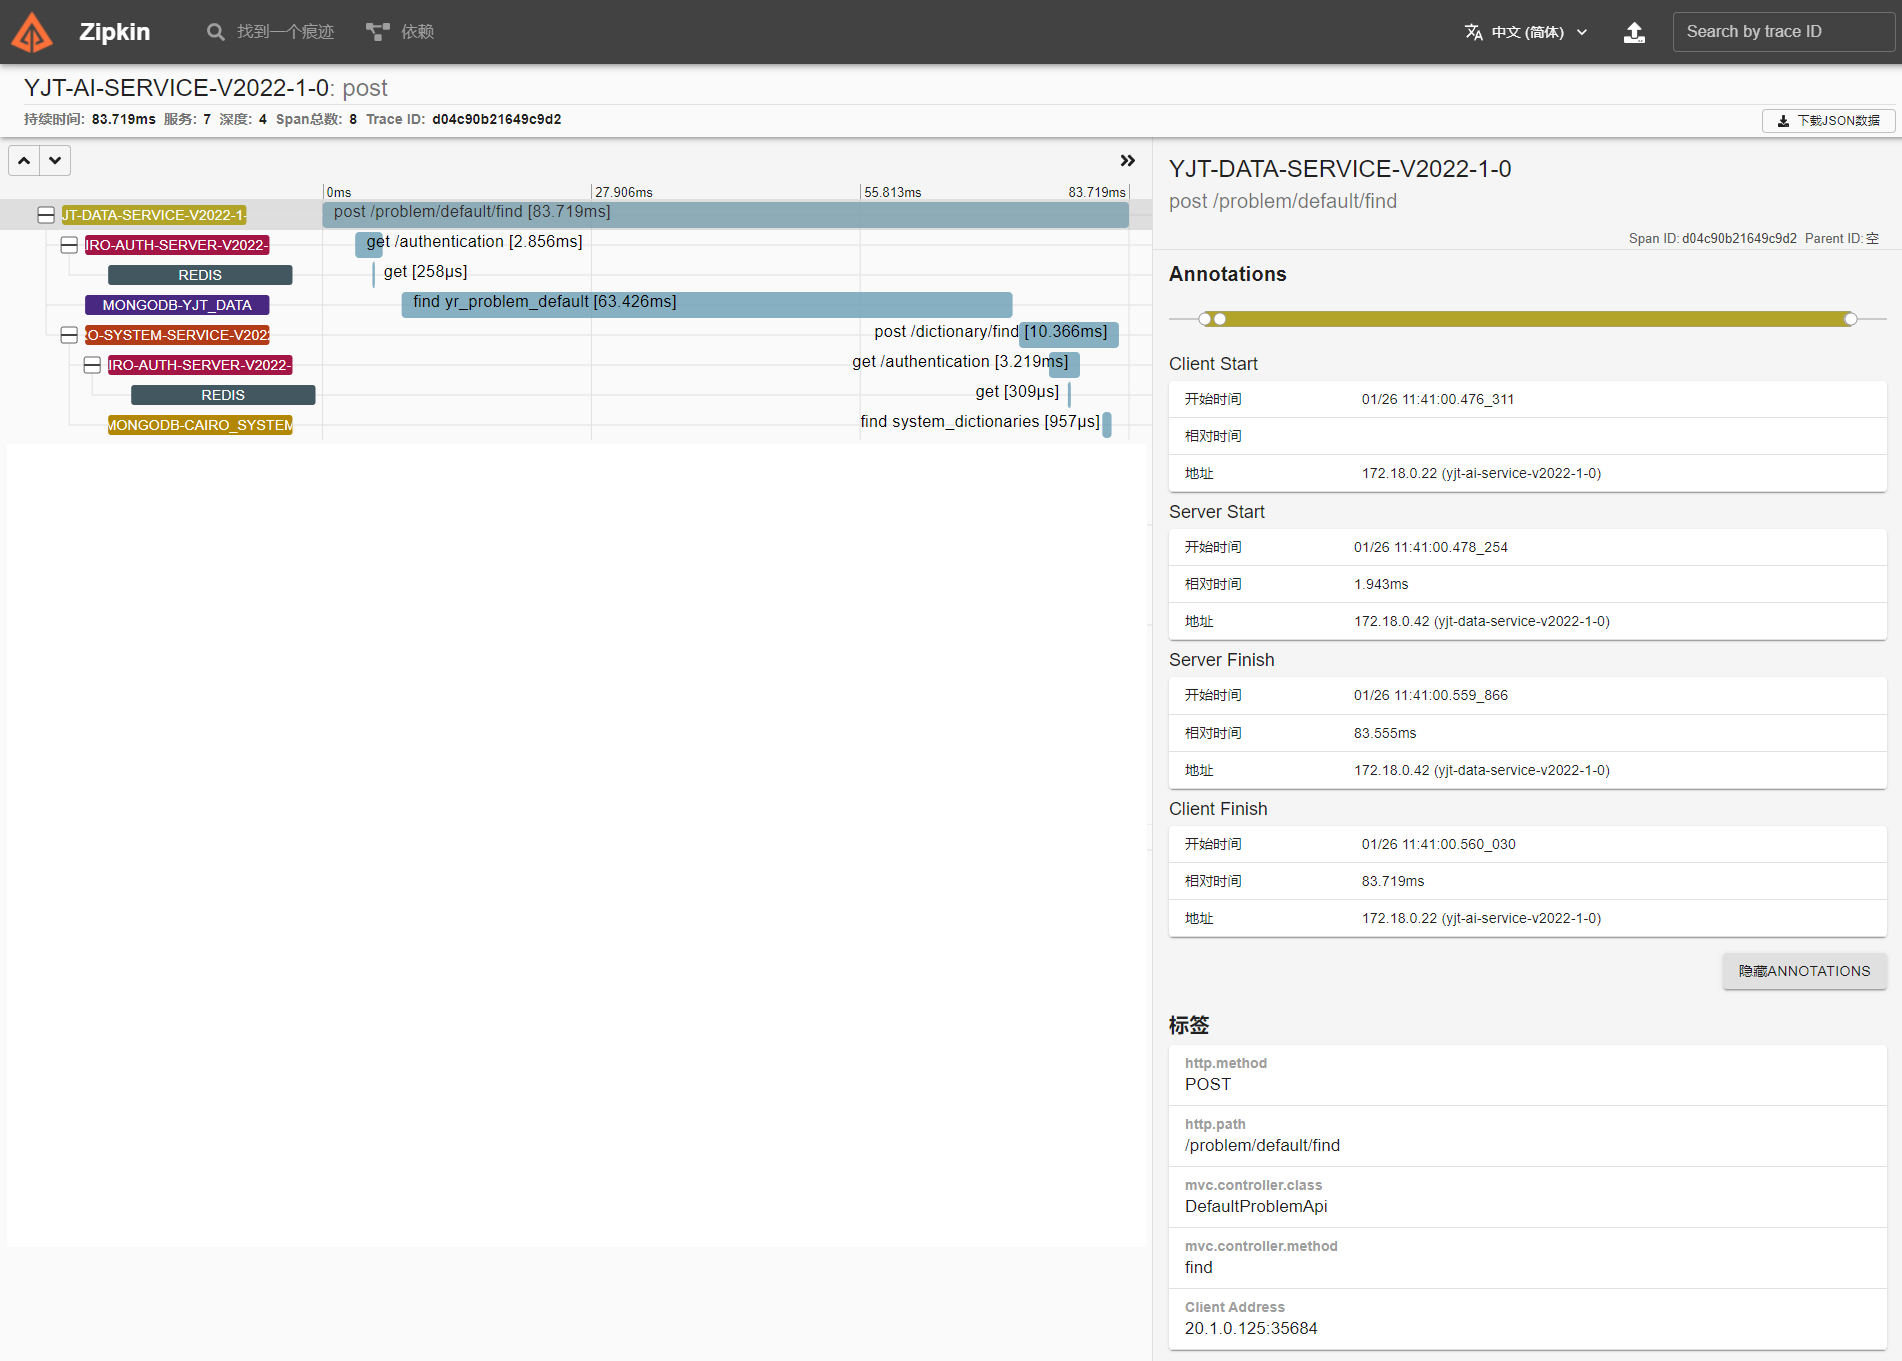 Zipkin
找到一个痕迹
依赖
中文 (简体)
Search by trace ID
YJT-AI-SERVICE-V2022-1-0: post
持续时间: 83.719ms 服务: 7 深度: 4 Span总数: 8 Trace ID: d04c90b21649c9d2
下载JSON数据
0ms 27.906ms 55.813ms 83.719ms
JT-DATA-SERVICE-V2022-1- post /problem/default/find [83.719ms]
IRO-AUTH-SERVER-V2022- get /authentication [2.856ms]
REDIS get [258µs]
MONGODB-YJT_DATA find yr_problem_default [63.426ms]
RO-SYSTEM-SERVICE-V202 post /dictionary/find [10.366ms]
IRO-AUTH-SERVER-V2022- get /authentication [3.219ms]
REDIS get [309µs]
MONGODB-CAIRO_SYSTEM find system_dictionaries [957µs]
YJT-DATA-SERVICE-V2022-1-0
post /problem/default/find
Span ID: d04c90b21649c9d2 Parent ID: 空
Annotations
Client Start
开始时间 01/26 11:41:00.476_311
相对时间
地址 172.18.0.22 (yjt-ai-service-v2022-1-0)
Server Start
开始时间 01/26 11:41:00.478_254
相对时间 1.943ms
地址 172.18.0.42 (yjt-data-service-v2022-1-0)
Server Finish
开始时间 01/26 11:41:00.559_866
相对时间 83.555ms
地址 172.18.0.42 (yjt-data-service-v2022-1-0)
Client Finish
开始时间 01/26 11:41:00.560_030
相对时间 83.719ms
地址 172.18.0.22 (yjt-ai-service-v2022-1-0)
隐藏ANNOTATIONS
标签
http.method
POST
http.path
/problem/default/find
mvc.controller.class
DefaultProblemApi
mvc.controller.method
find
Client Address
20.1.0.125:35684